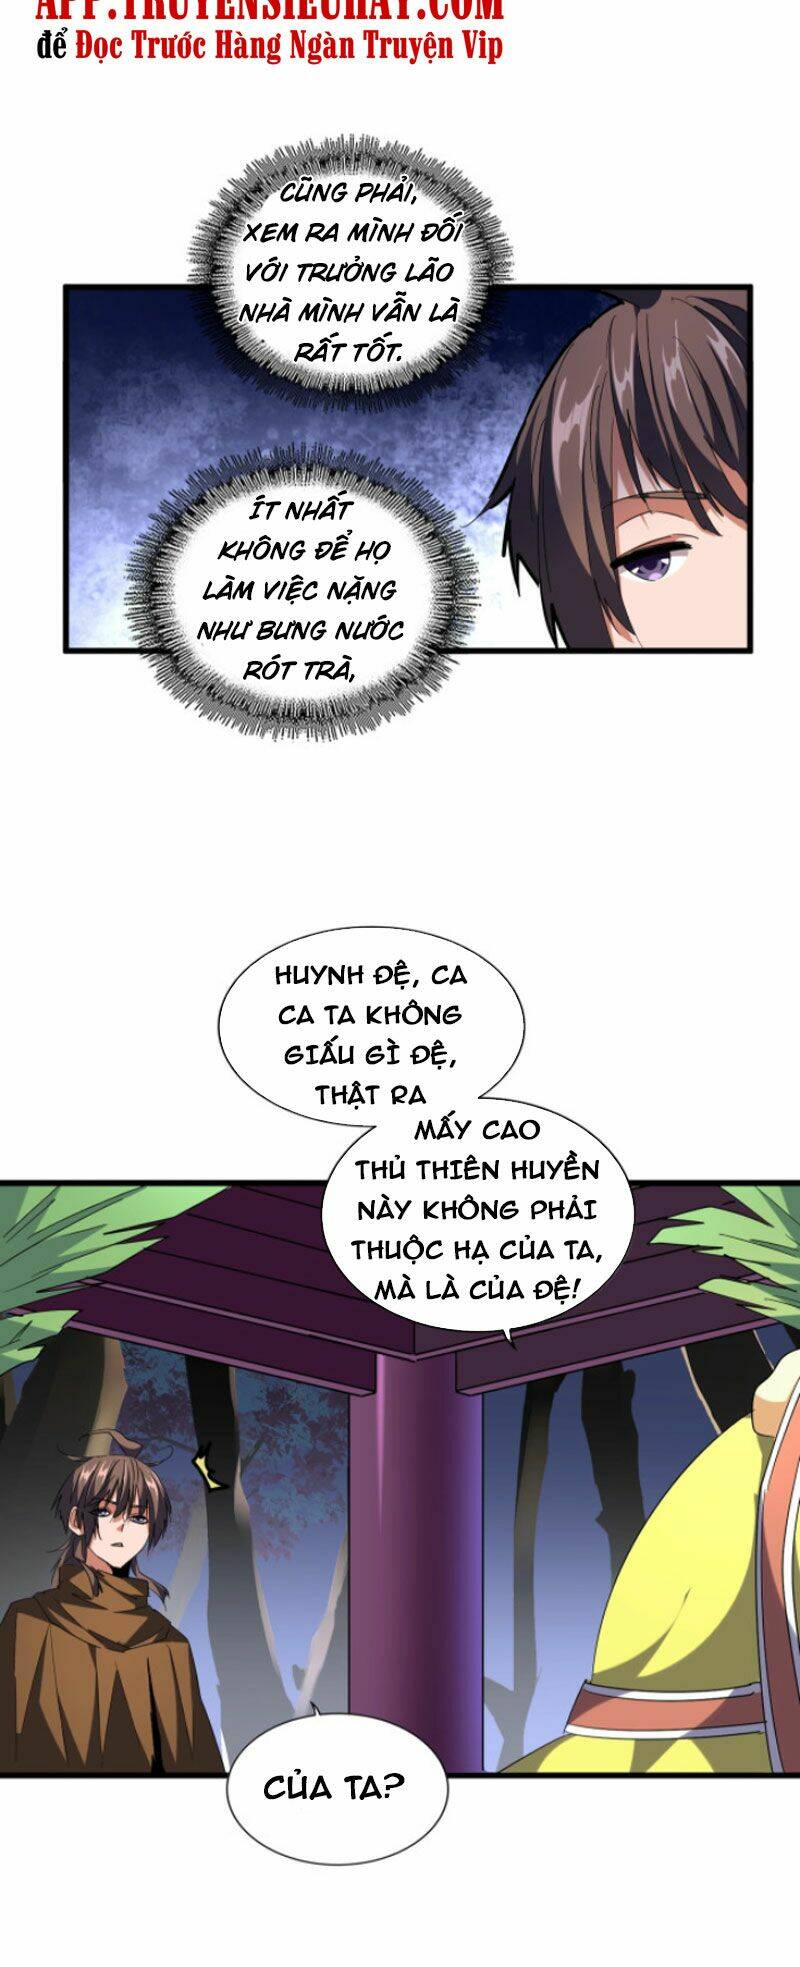 APP.TRUYENSIEUHAY.COM
để Đọc Trước Hàng Ngàn Truyện Vip
CŨNG PHẢI,
XEM RA MÌNH ĐỐI
VỚI TRƯỞNG LÃO
NHÀ MÌNH VẪN LÀ
RẤT TỐT.
ÍT NHẤT
KHÔNG ĐỂ HỌ
LÀM VIỆC NẶNG
NHƯ BƯNG NƯỚC
RÓT TRÀ,
HUYNH ĐỆ, CA
CA TA KHÔNG
GIẤU GÌ ĐỆ,
THẬT RA
MẤY CAO
THỦ THIÊN HUYỀN
NÀY KHÔNG PHẢI
THUỘC HẠ CỦA TA,
MÀ LÀ CỦA ĐỆ!
CỦA TA?